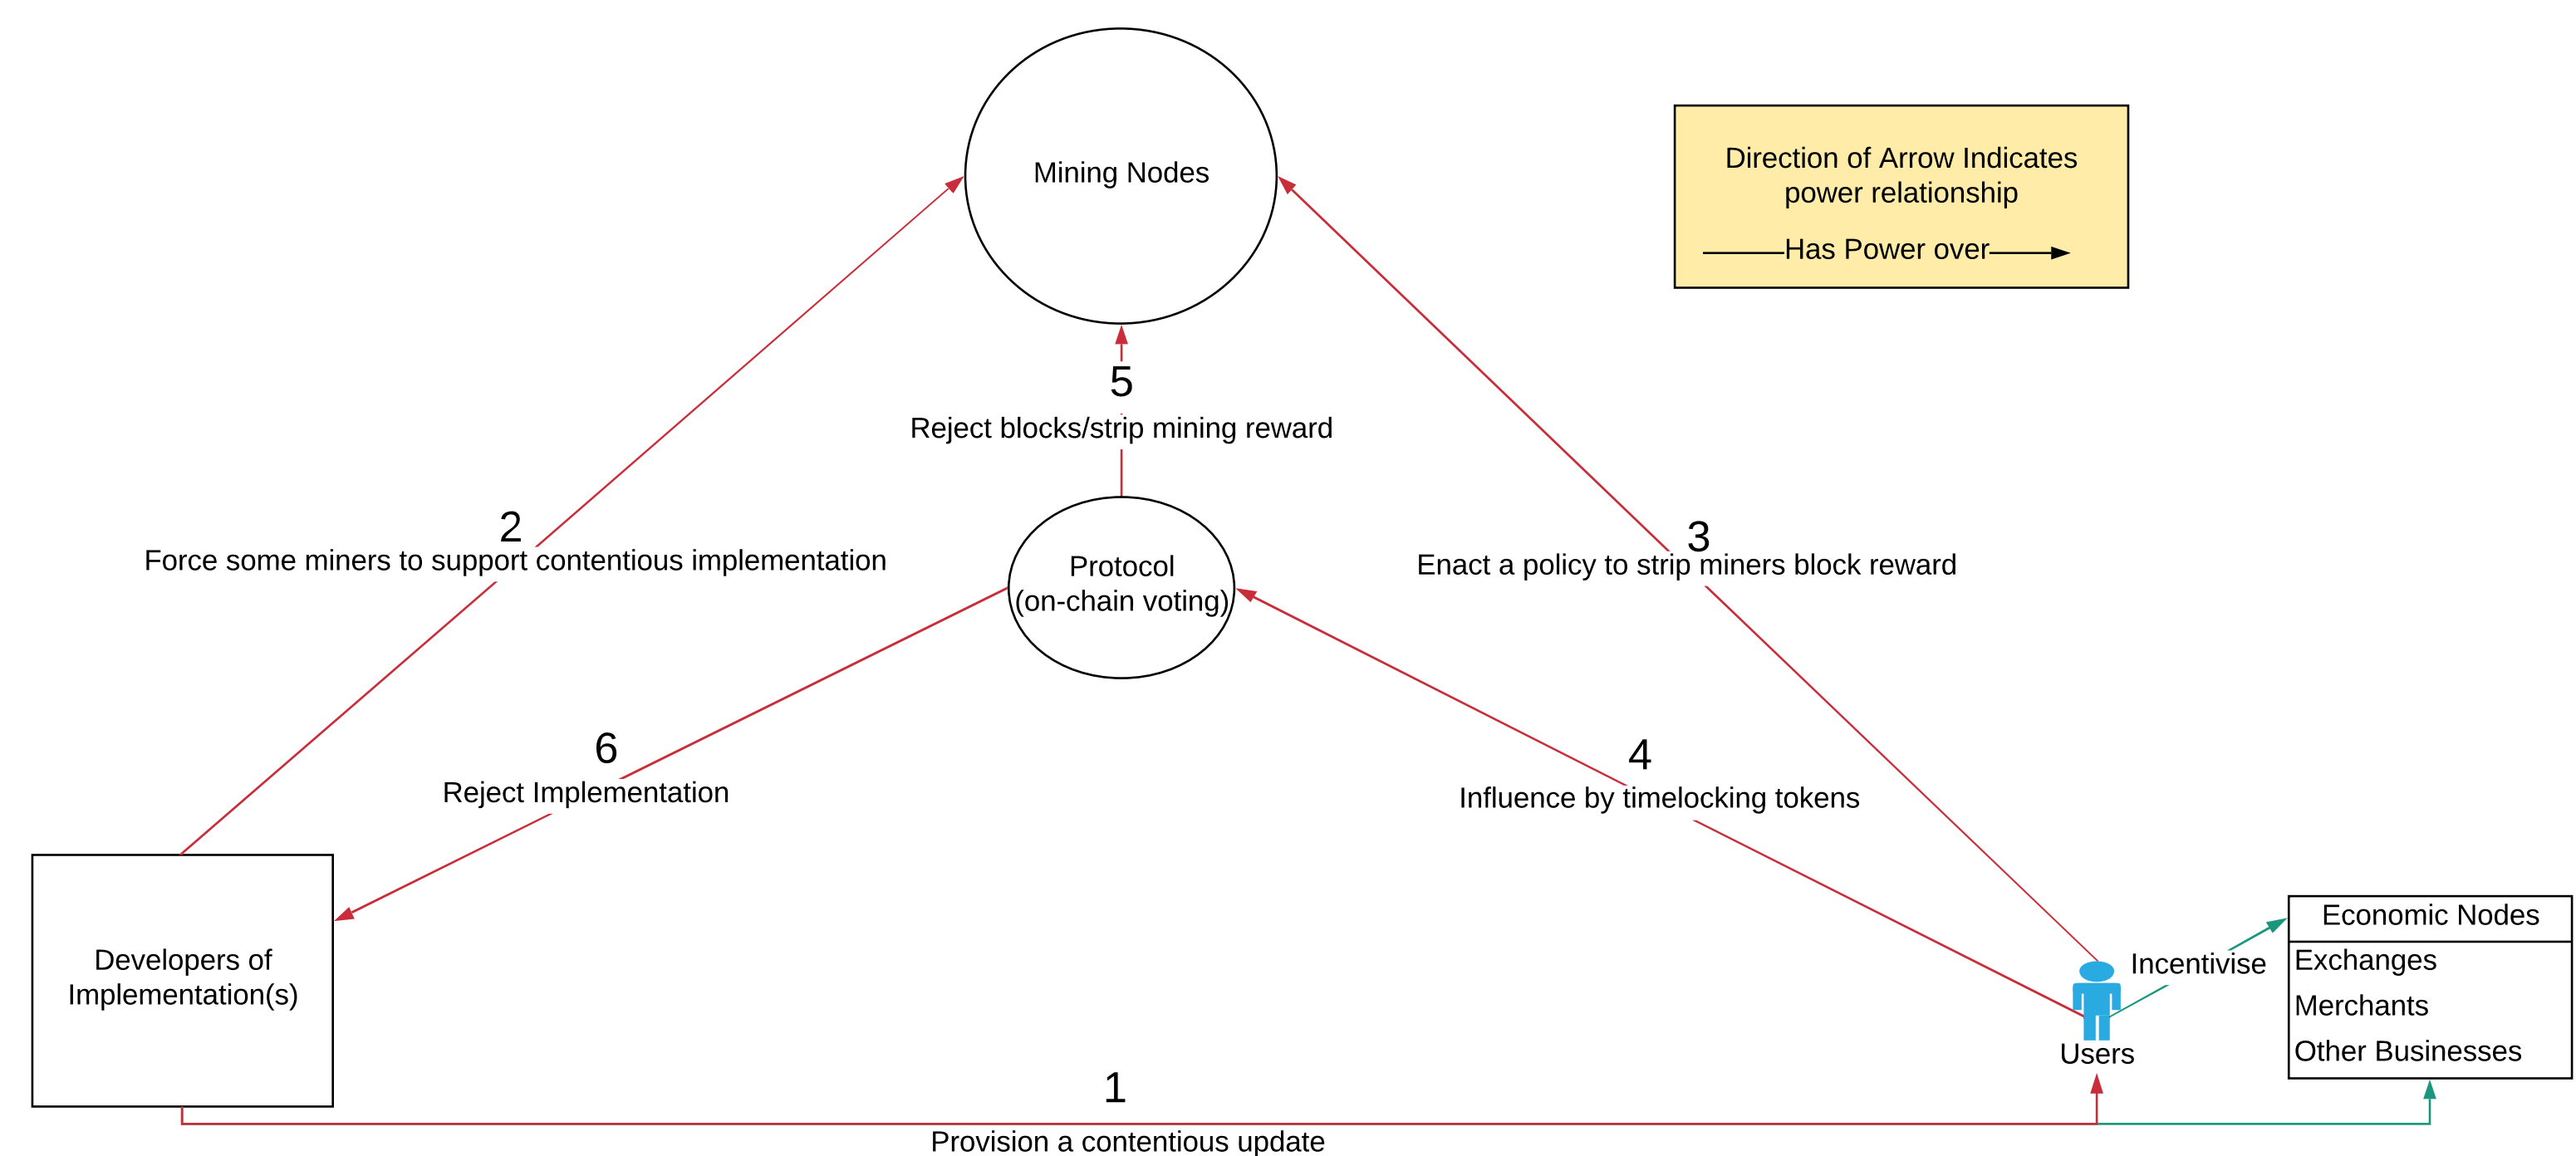 Mining Nodes
Direction of Arrow Indicates
power relationship
Has Power over
5
Reject blocks/strip mining reward
2
Force some miners to support contentious implementation
3
Enact a policy to strip miners block reward
Protocol
(on-chain voting)
6
Reject Implementation
4
Influence by timelocking tokens
Developers of
Implementation(s)
Incentivise
Users
Economic Nodes
Exchanges
Merchants
Other Businesses
1
Provision a contentious update